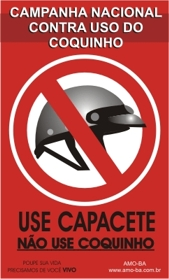 CAMPANHA NACIONAL
CONTRA USO DO
COQUINHO
USE CAPACETE
NÃO USE COQUINHO
POUPE SUA VIDA
PRECISAMOS DE VOCÊ VIVO
AMO-BA
www.amo-ba.com.br